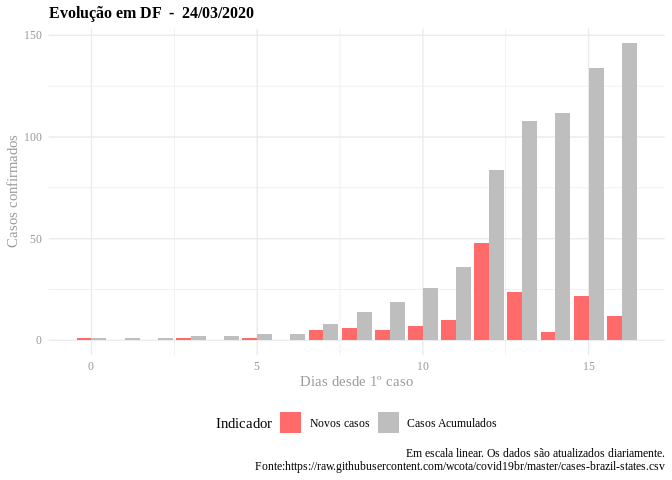 Evolução em DF  -  24/03/2020
150
100
50
0
Casos confirmados
0
5
10
15
Dias desde 1º caso
Indicador
Novos casos
Casos Acumulados
Em escala linear. Os dados são atualizados diariamente.
Fonte:https://raw.githubusercontent.com/wcota/covid19br/master/cases-brazil-states.csv